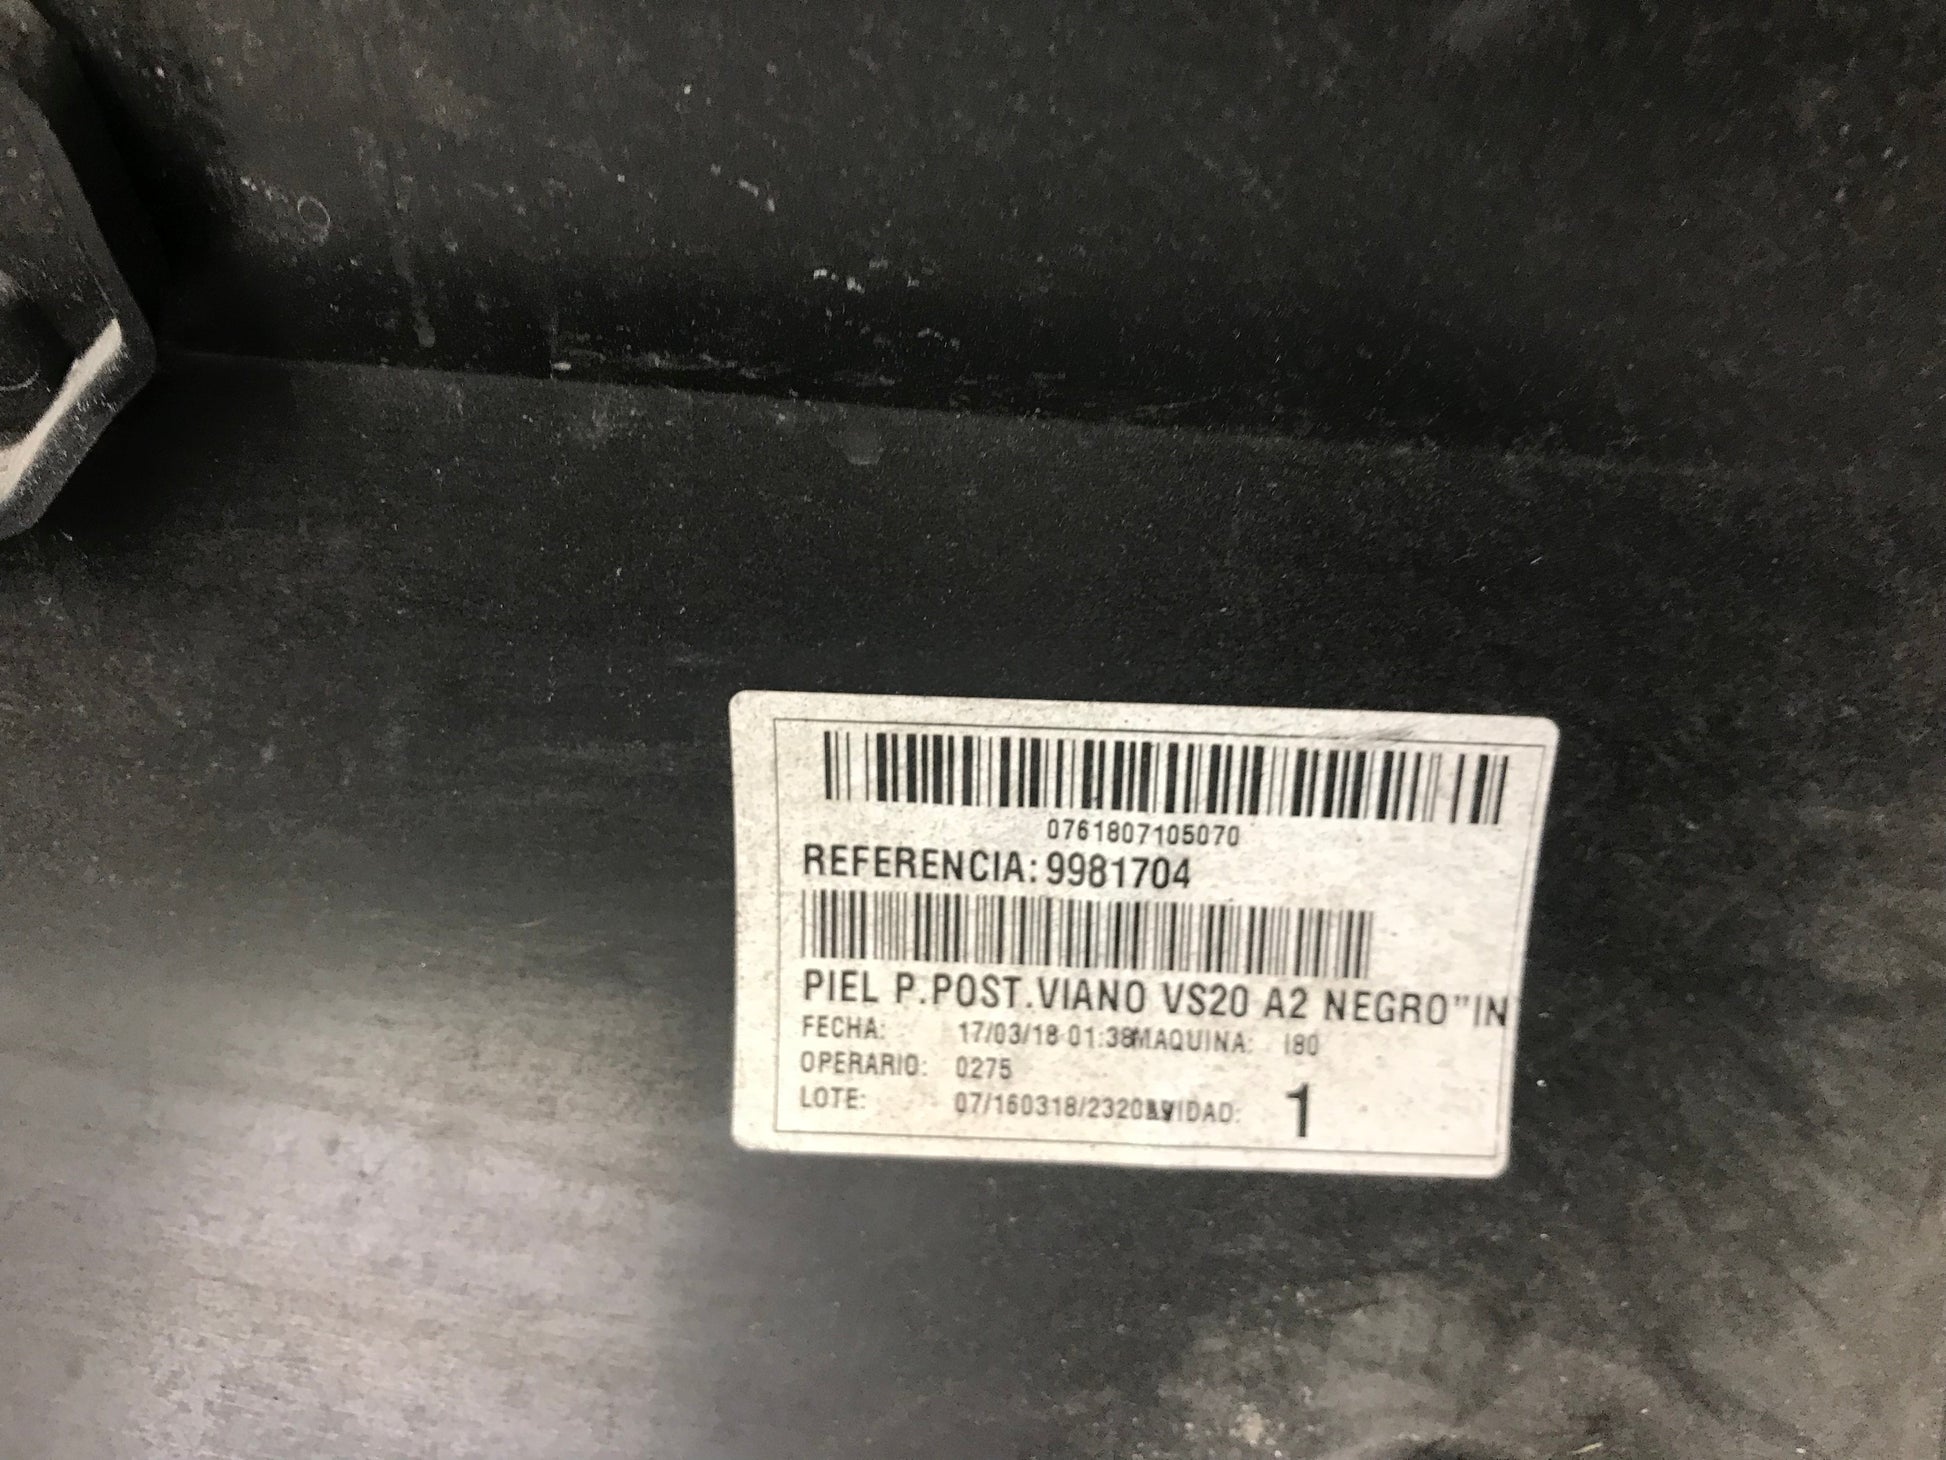 0761807105070
REFERENCIA: 9981704
PIEL P.POST.VIANO VS20 A2 NEGRO"IN
FECHA: 17/03/18 01:38 MAQUINA: I80
OPERARIO: 0275
LOTE: 07/160318/2320 1